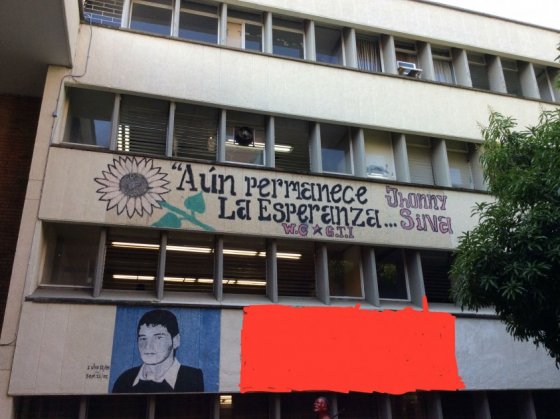 "Aún permanece
La Esperanza...
Jhonny
Silva
W.C ★ G.T.I